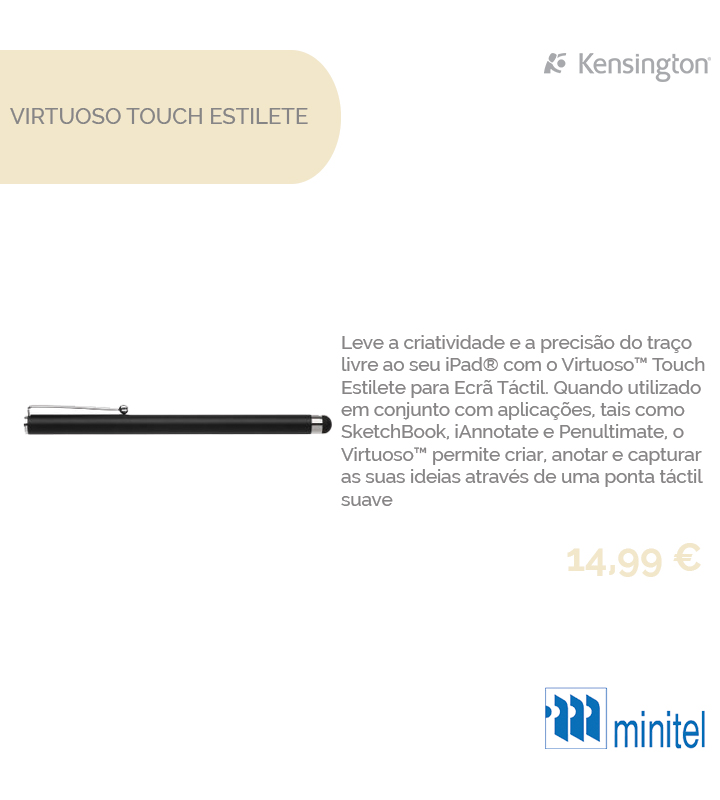 Kensington®
VIRTUOSO TOUCH ESTILETE
Leve a criatividade e a precisão do traço
livre ao seu iPad® com o Virtuoso™ Touch
Estilete para Ecrã Táctil. Quando utilizado
em conjunto com aplicações, tais como
SketchBook, iAnnotate e Penultimate, o
Virtuoso™ permite criar, anotar e capturar
as suas ideias através de uma ponta táctil
suave
14,99 €
minitel